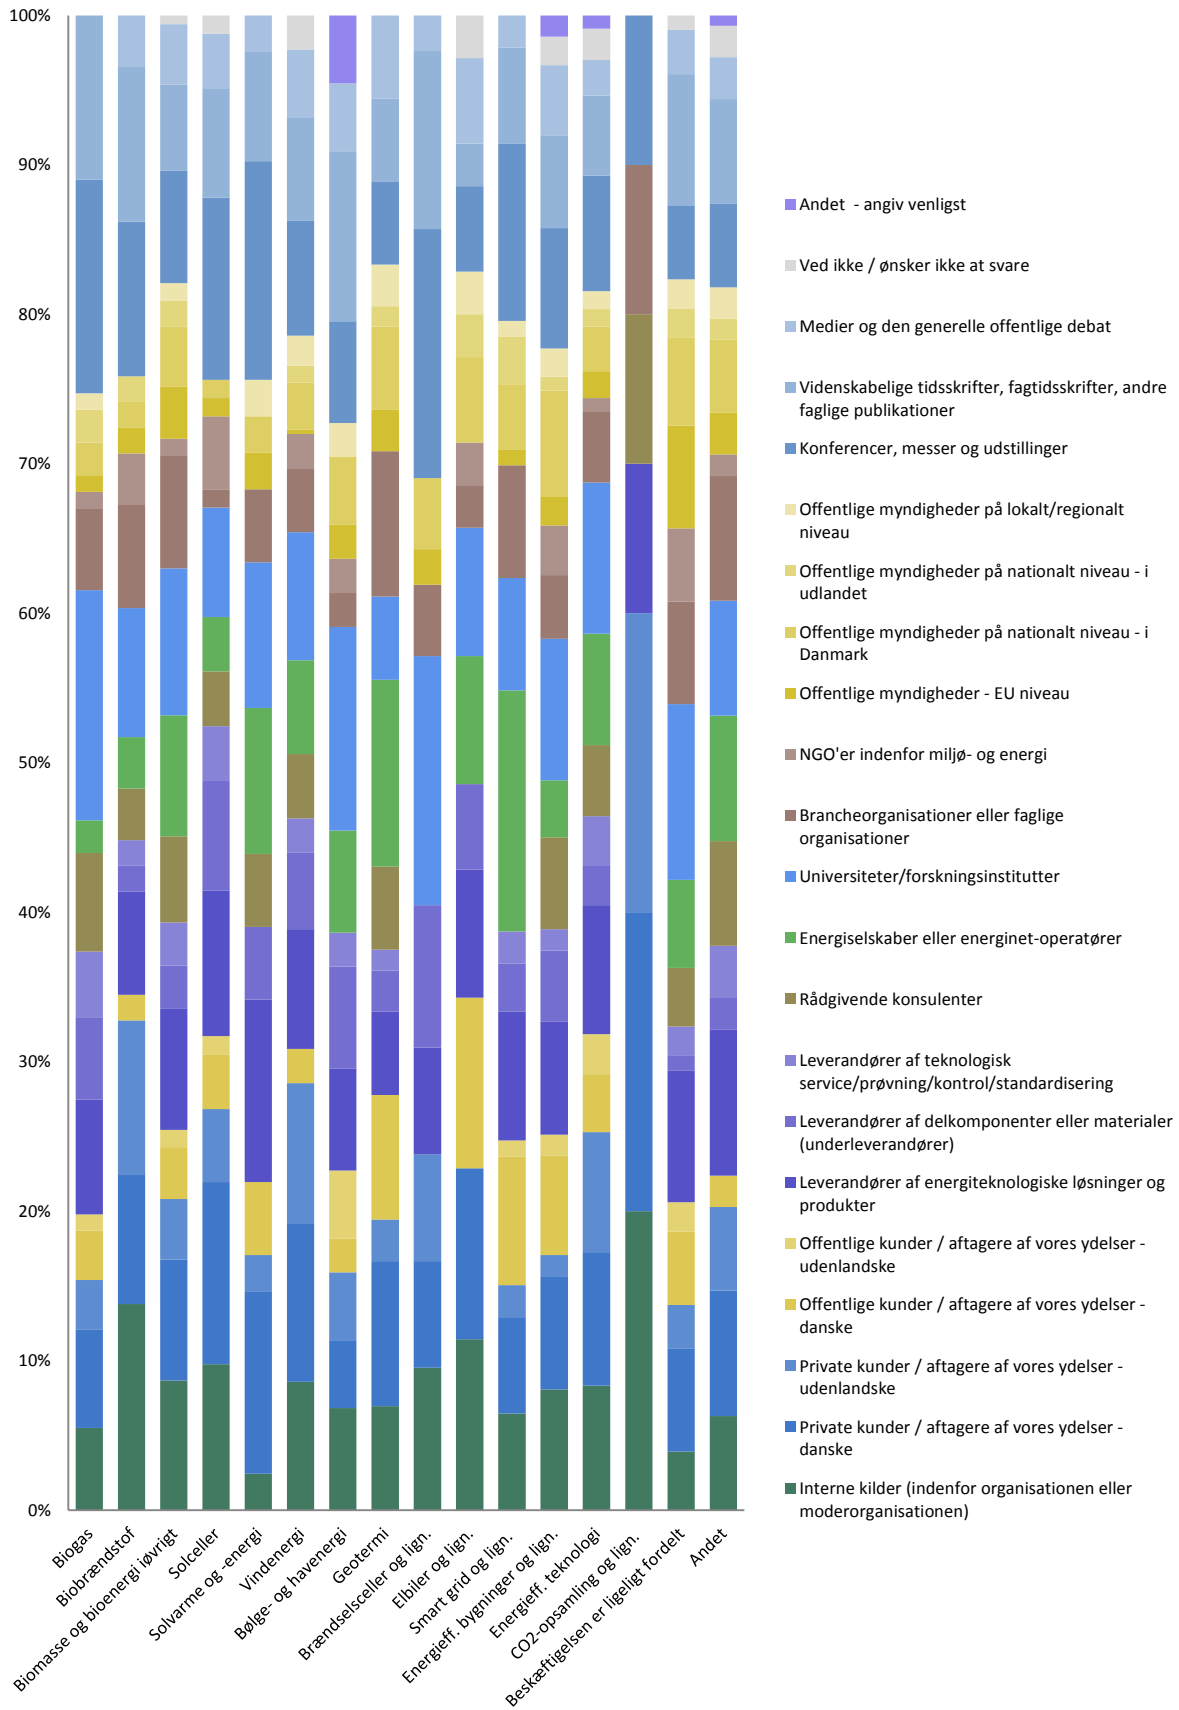 100%
90%
80%
70%
60%
50%
40%
30%
20%
10%
0%
Biogas
Biobrændstof
Biomasse og bioenergi iøvrigt
Solceller
Solvarme og -energi
Vindenergi
Bølge- og havenergi
Geotermi
Brændselsceller og lign.
Elbiler og lign.
Smart grid og lign.
Energieff. bygninger og lign.
Energieff. teknologi
CO2-opsamling og lign.
Beskæftigelsen er ligeligt fordelt
Andet
Andet - angiv venligst
Ved ikke / ønsker ikke at svare
Medier og den generelle offentlige debat
Videnskabelige tidsskrifter, fagtidsskrifter, andre
faglige publikationer
Konferencer, messer og udstillinger
Offentlige myndigheder på lokalt/regionalt
niveau
Offentlige myndigheder på nationalt niveau - i
udlandet
Offentlige myndigheder på nationalt niveau - i
Danmark
Offentlige myndigheder - EU niveau
NGO'er indenfor miljø- og energi
Brancheorganisationer eller faglige
organisationer
Universiteter/forskningsinstitutter
Energiselskaber eller energinet-operatører
Rådgivende konsulenter
Leverandører af teknologisk
service/prøvning/kontrol/standardisering
Leverandører af delkomponenter eller materialer
(underleverandører)
Leverandører af energiteknologiske løsninger og
produkter
Offentlige kunder / aftagere af vores ydelser -
udenlandske
Offentlige kunder / aftagere af vores ydelser -
danske
Private kunder / aftagere af vores ydelser -
udenlandske
Private kunder / aftagere af vores ydelser -
danske
Interne kilder (indenfor organisationen eller
moderorganisationen)